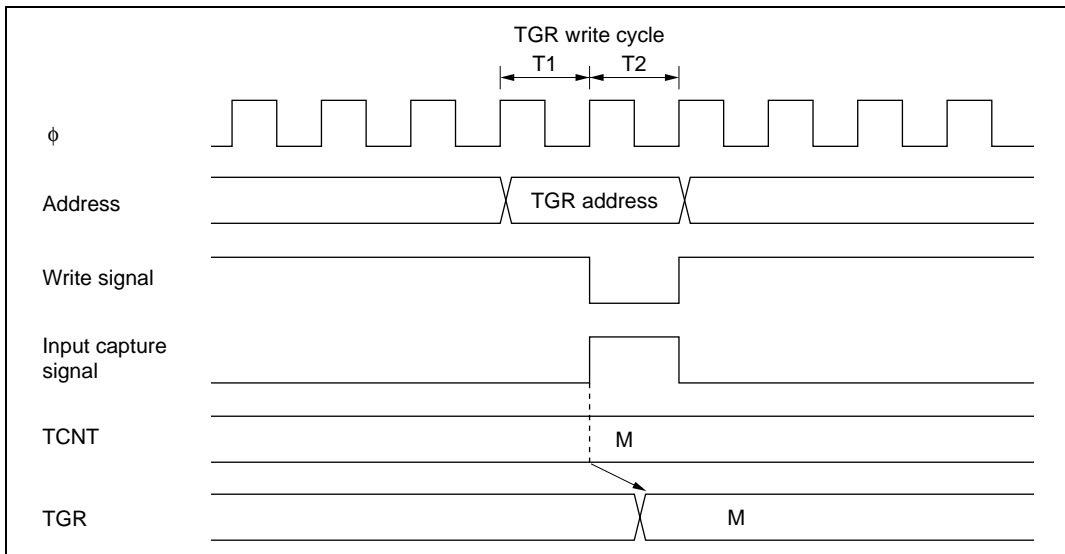 TGR write cycle
T1 T2
ϕ
Address
TGR address
Write signal
Input capture
signal
TCNT
M
TGR
M